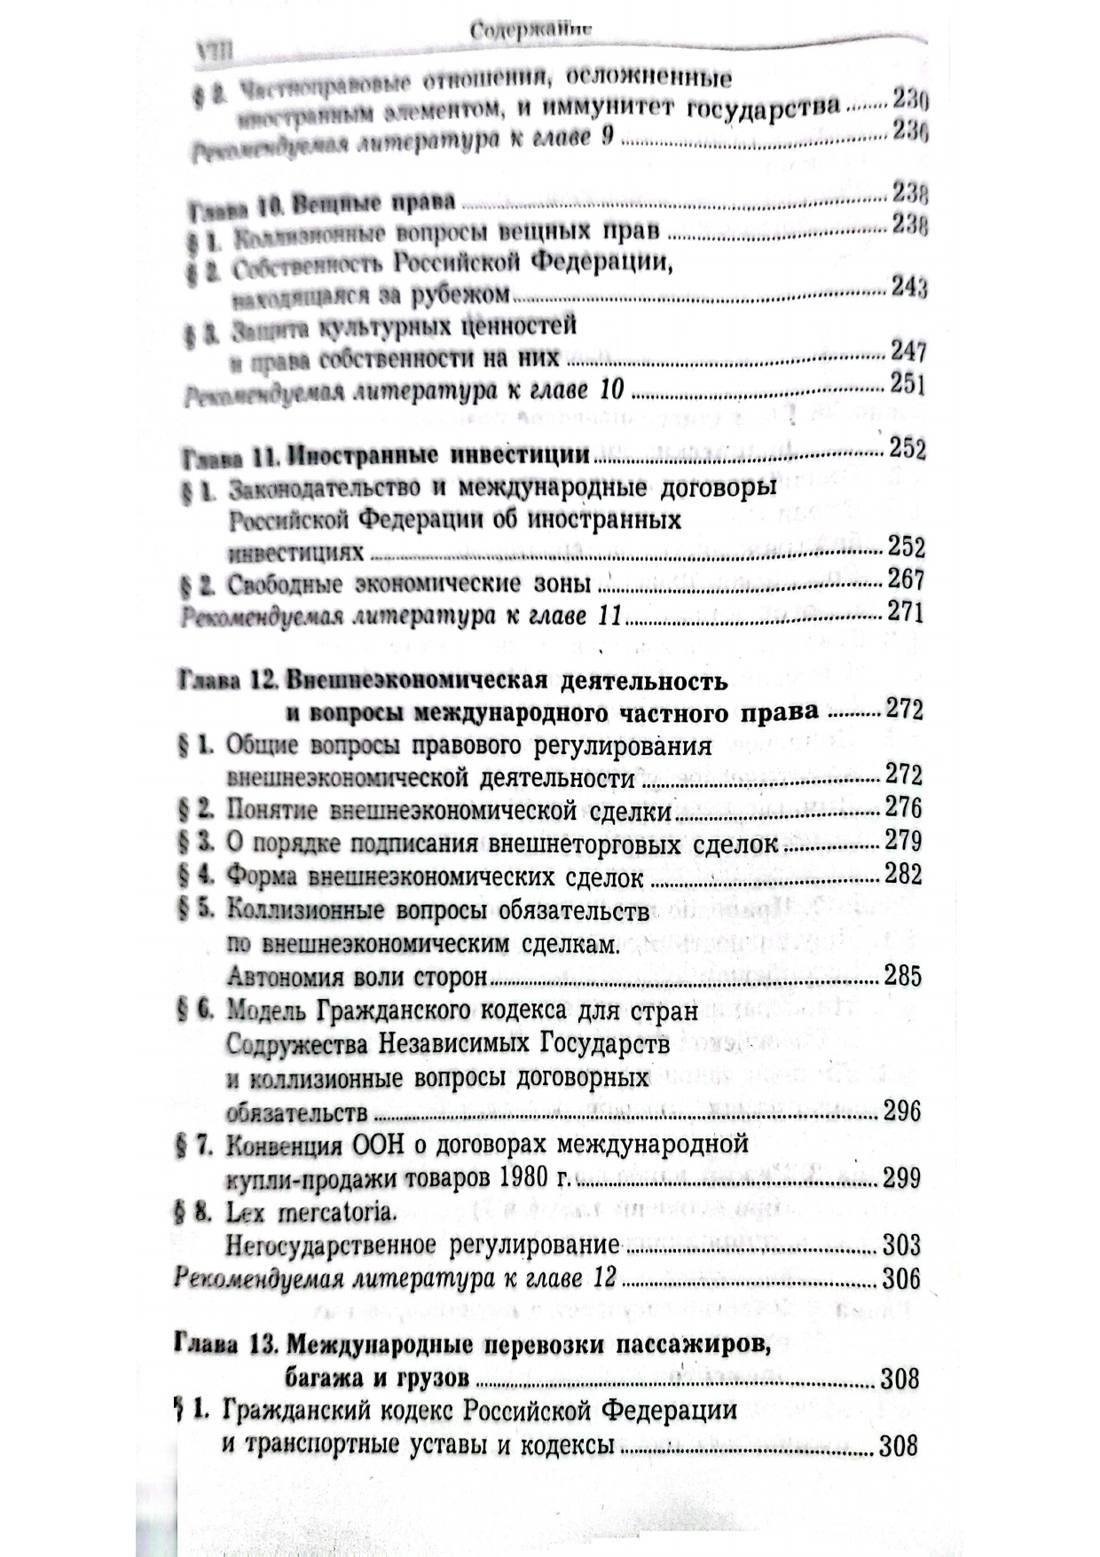 VIII
Содержание
§ 2. Частноправовые отношения, осложненные
иностранным элементом, и иммунитет государства ....... 230
Рекомендуемая литература к главе 9 ....... 236
Глава 10. Вещные права ....... 238
§ 1. Коллизионные вопросы вещных прав ....... 238
§ 2. Собственность Российской Федерации,
находящаяся за рубежом ....... 243
§ 3. Защита культурных ценностей
и права собственности на них ....... 247
Рекомендуемая литература к главе 10 ....... 251
Глава 11. Иностранные инвестиции ....... 252
§ 1. Законодательство и международные договоры
Российской Федерации об иностранных
инвестициях ....... 252
§ 2. Свободные экономические зоны ....... 267
Рекомендуемая литература к главе 11 ....... 271
Глава 12. Внешнеэкономическая деятельность
и вопросы международного частного права ....... 272
§ 1. Общие вопросы правового регулирования
внешнеэкономической деятельности ....... 272
§ 2. Понятие внешнеэкономической сделки ....... 276
§ 3. О порядке подписания внешнеторговых сделок ....... 279
§ 4. Форма внешнеэкономических сделок ....... 282
§ 5. Коллизионные вопросы обязательств
по внешнеэкономическим сделкам.
Автономия воли сторон ....... 285
§ 6. Модель Гражданского кодекса для стран
Содружества Независимых Государств
и коллизионные вопросы договорных
обязательств ....... 296
§ 7. Конвенция ООН о договорах международной
купли-продажи товаров 1980 г. ....... 299
§ 8. Lex mercatoria.
Негосударственное регулирование ....... 303
Рекомендуемая литература к главе 12 ....... 306
Глава 13. Международные перевозки пассажиров,
багажа и грузов ....... 308
§ 1. Гражданский кодекс Российской Федерации
и транспортные уставы и кодексы ....... 308